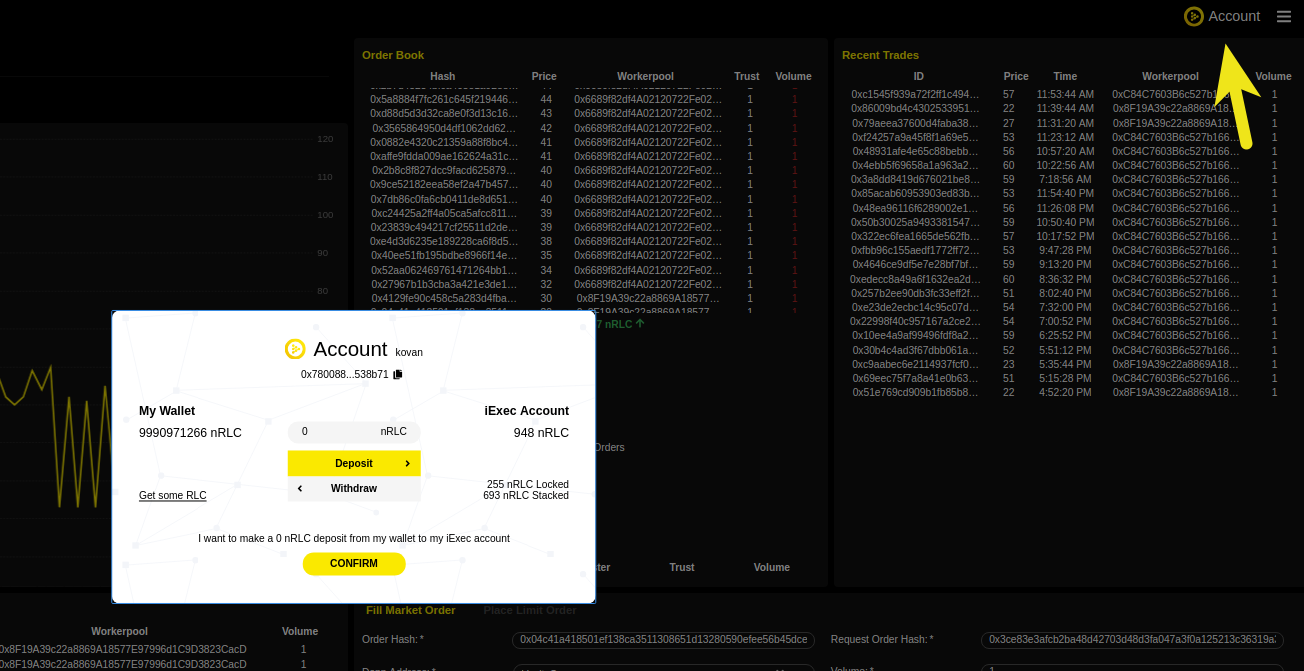 Account
Order Book
Hash Price Workerpool Trust Volume
0x5a8884f7fc261c645f219446… 44 0x6689f82df4A02120722Fe02… 1 1
0xd88d5d3d32ca8e0f3d13c16… 43 0x6689f82df4A02120722Fe02… 1 1
0x3565864950d4df1062dd62… 42 0x6689f82df4A02120722Fe02… 1 1
0x0882e4320c21359a88f8bc4… 41 0x6689f82df4A02120722Fe02… 1 1
0xaffe9fdda009ae162624a31c… 41 0x6689f82df4A02120722Fe02… 1 1
0x2b8c8f827dcc9facd625879… 40 0x6689f82df4A02120722Fe02… 1 1
0x9ce52182eea58ef2a47b457… 40 0x6689f82df4A02120722Fe02… 1 1
0x7db86c0fa6cb0411de8d651… 40 0x6689f82df4A02120722Fe02… 1 1
0xc24425a2ff4a05ca5afcc811… 39 0x6689f82df4A02120722Fe02… 1 1
0x23839c494217cf25511d2de… 39 0x6689f82df4A02120722Fe02… 1 1
0xe4d3d6235e189228ca6f8d5… 38 0x6689f82df4A02120722Fe02… 1 1
0x40ee51fb195bdbe8966f14e… 35 0x6689f82df4A02120722Fe02… 1 1
0x52aa062469761471264bb1… 34 0x6689f82df4A02120722Fe02… 1 1
0x27967b1b3cba3a421e3de1… 32 0x6689f82df4A02120722Fe02… 1 1
0x4129fe90c458c5a283d4fba… 30 0x8F19A39c22a8869A18577… 1 1
7 nRLC ↑
Orders
Trust Volume
Recent Trades
ID Price Time Workerpool Volume
0xc1545f939a72f2ff1c494… 57 11:53:44 AM 0xC84C7603B6c527b166… 1
0x86009bd4c4302533951… 22 11:39:44 AM 0x8F19A39c22a8869A18… 1
0x79aeea37600d4faba38… 27 11:31:20 AM 0x8F19A39c22a8869A18… 1
0xf24257a9a45f8f1a69e5… 53 11:23:12 AM 0xC84C7603B6c527b166… 1
0x48931afe4e65c88bebb… 56 10:57:20 AM 0xC84C7603B6c527b166… 1
0x4ebb5f69658a1a963a2… 60 10:22:56 AM 0xC84C7603B6c527b166… 1
0x3a8dd8419d676021be8… 59 7:18:56 AM 0xC84C7603B6c527b166… 1
0x85acab60953903ed83b… 53 11:54:40 PM 0xC84C7603B6c527b166… 1
0x48ea96116f6289002e1… 56 11:26:08 PM 0xC84C7603B6c527b166… 1
0x50b30025a9493381547… 59 10:50:40 PM 0xC84C7603B6c527b166… 1
0x322ec6fea1665de562fb… 57 10:17:52 PM 0xC84C7603B6c527b166… 1
0xfbb96c155aedf1772ff72… 53 9:47:28 PM 0xC84C7603B6c527b166… 1
0x4646ce9df5e7e28bf7bf… 59 9:13:20 PM 0xC84C7603B6c527b166… 1
0xedecc8a49a6f1632ea2d… 60 8:36:32 PM 0xC84C7603B6c527b166… 1
0x257b2ee90db3fc33eff2f… 51 8:02:40 PM 0xC84C7603B6c527b166… 1
0xe23de2ecbc14c95c07d… 54 7:32:00 PM 0xC84C7603B6c527b166… 1
0x22998f40c957167a2ce2… 54 7:00:52 PM 0xC84C7603B6c527b166… 1
0x10ee4a9af99496fdf8a2… 59 6:25:52 PM 0xC84C7603B6c527b166… 1
0x30b4c4ad3f67dbb061a… 52 5:51:12 PM 0xC84C7603B6c527b166… 1
0xc9aabec6e2114937fcf0… 23 5:35:44 PM 0x8F19A39c22a8869A18… 1
0x69eec75f7a8a41e0b63… 51 5:15:28 PM 0xC84C7603B6c527b166… 1
0x51e769cd909b1fb85b8… 22 4:52:20 PM 0x8F19A39c22a8869A18… 1
120
110
100
90
80
Account kovan
0x780088...538b71
My Wallet
9990971266 nRLC
Get some RLC
0 nRLC
Deposit
Withdraw
iExec Account
948 nRLC
255 nRLC Locked
693 nRLC Stacked
I want to make a 0 nRLC deposit from my wallet to my iExec account
CONFIRM
Workerpool Volume
0x8F19A39c22a8869A18577E97996d1C9D3823CacD 1
0x8F19A39c22a8869A18577E97996d1C9D3823CacD 1
Fill Market Order Place Limit Order
Order Hash: * 0x04c41a418501ef138ca3511308651d13280590efee56b45dce
Request Order Hash: * 0x3ce83e3afcb2ba48d42703d48d3fa047a3f0a125213c36319a
Volume: * 1